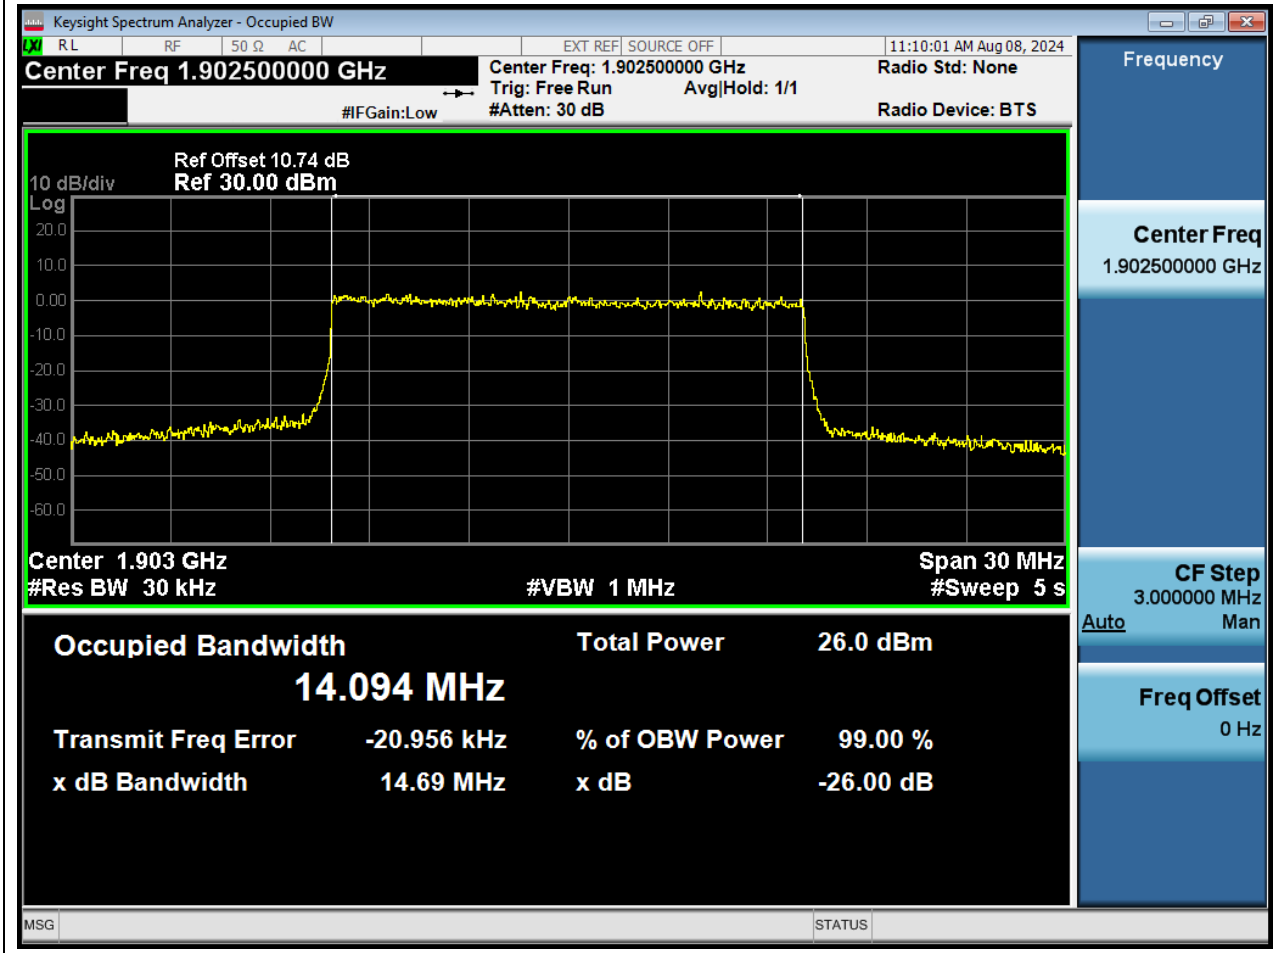 Keysight Spectrum Analyzer - Occupied BW
LXI RL RF 50 Ω AC EXT REF SOURCE OFF 11:10:01 AM Aug 08, 2024
Center Freq 1.902500000 GHz
#IFGain:Low
Center Freq: 1.902500000 GHz
Trig: Free Run Avg|Hold: 1/1
#Atten: 30 dB
Radio Std: None
Radio Device: BTS
Ref Offset 10.74 dB
10 dB/div Ref 30.00 dBm
Log
20.0
10.0
0.00
-10.0
-20.0
-30.0
-40.0
-50.0
-60.0
Center 1.903 GHz Span 30 MHz
#Res BW 30 kHz #VBW 1 MHz #Sweep 5 s
Occupied Bandwidth Total Power 26.0 dBm
14.094 MHz
Transmit Freq Error -20.956 kHz % of OBW Power 99.00 %
x dB Bandwidth 14.69 MHz x dB -26.00 dB
Frequency
Center Freq
1.902500000 GHz
CF Step
3.000000 MHz
Auto Man
Freq Offset
0 Hz
MSG STATUS